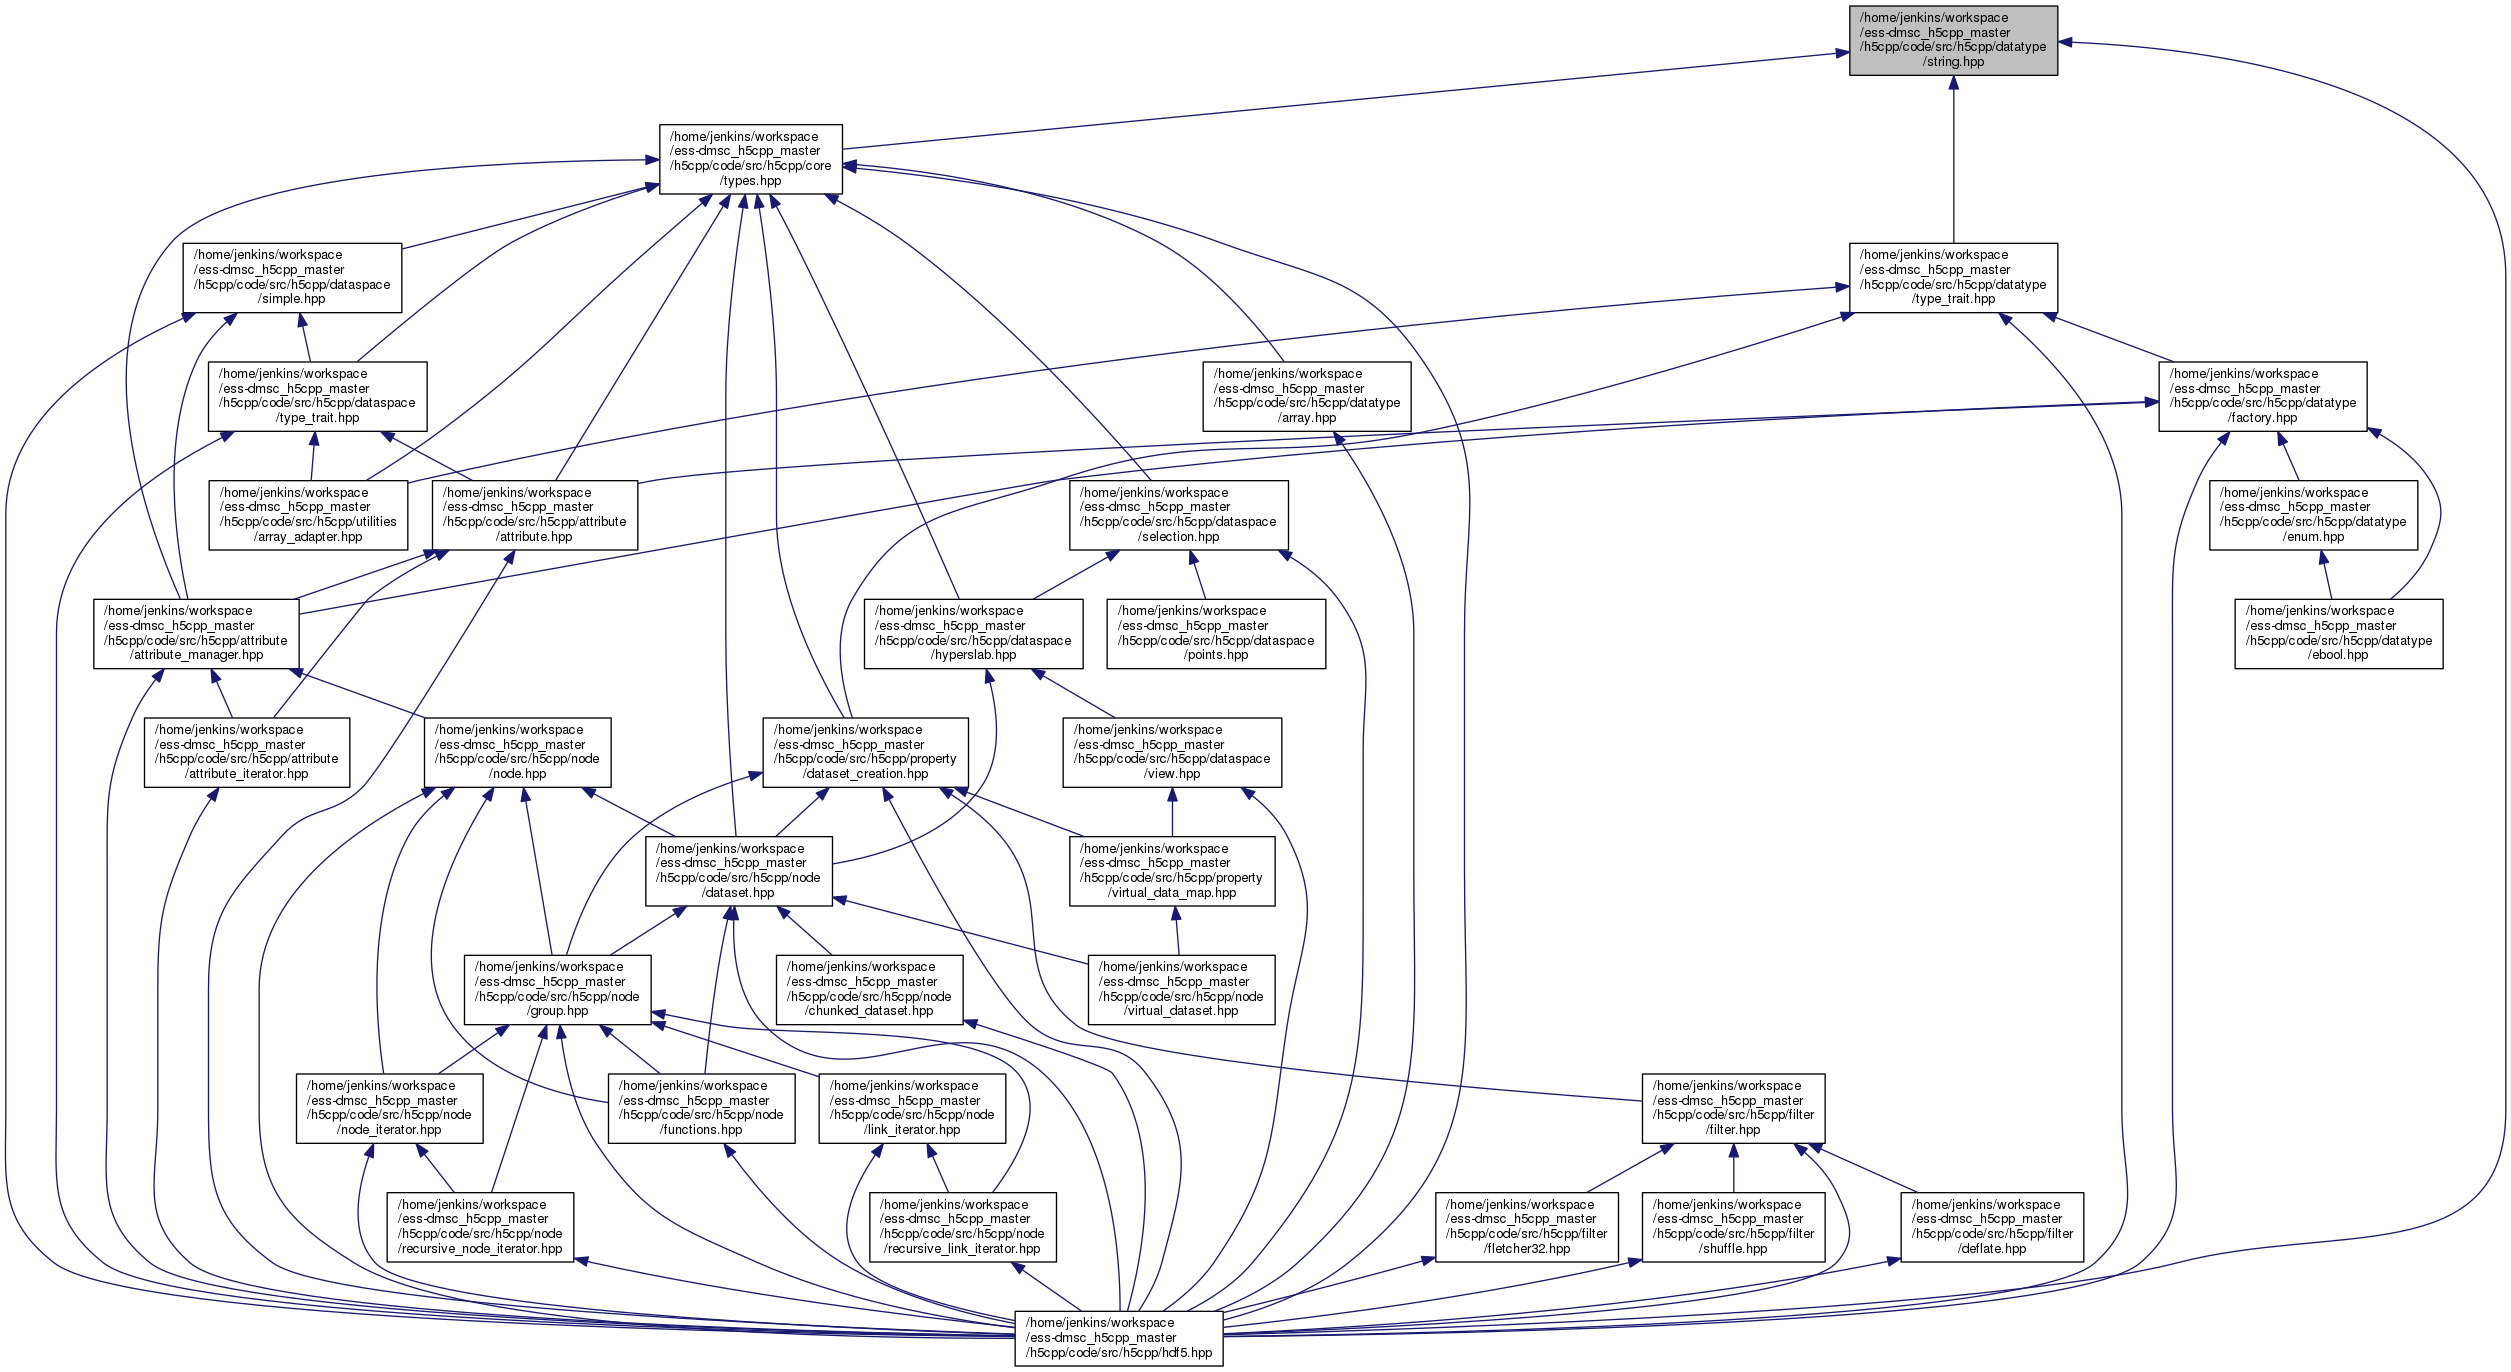 /home/jenkins/workspace
/ess-dmsc_h5cpp_master
/h5cpp/code/src/h5cpp/datatype
/string.hpp
/home/jenkins/workspace
/ess-dmsc_h5cpp_master
/h5cpp/code/src/h5cpp/core
/types.hpp
/home/jenkins/workspace
/ess-dmsc_h5cpp_master
/h5cpp/code/src/h5cpp/dataspace
/simple.hpp
/home/jenkins/workspace
/ess-dmsc_h5cpp_master
/h5cpp/code/src/h5cpp/datatype
/type_trait.hpp
/home/jenkins/workspace
/ess-dmsc_h5cpp_master
/h5cpp/code/src/h5cpp/dataspace
/type_trait.hpp
/home/jenkins/workspace
/ess-dmsc_h5cpp_master
/h5cpp/code/src/h5cpp/datatype
/array.hpp
/home/jenkins/workspace
/ess-dmsc_h5cpp_master
/h5cpp/code/src/h5cpp/datatype
/factory.hpp
/home/jenkins/workspace
/ess-dmsc_h5cpp_master
/h5cpp/code/src/h5cpp/utilities
/array_adapter.hpp
/home/jenkins/workspace
/ess-dmsc_h5cpp_master
/h5cpp/code/src/h5cpp/attribute
/attribute.hpp
/home/jenkins/workspace
/ess-dmsc_h5cpp_master
/h5cpp/code/src/h5cpp/dataspace
/selection.hpp
/home/jenkins/workspace
/ess-dmsc_h5cpp_master
/h5cpp/code/src/h5cpp/datatype
/enum.hpp
/home/jenkins/workspace
/ess-dmsc_h5cpp_master
/h5cpp/code/src/h5cpp/attribute
/attribute_manager.hpp
/home/jenkins/workspace
/ess-dmsc_h5cpp_master
/h5cpp/code/src/h5cpp/dataspace
/hyperslab.hpp
/home/jenkins/workspace
/ess-dmsc_h5cpp_master
/h5cpp/code/src/h5cpp/dataspace
/points.hpp
/home/jenkins/workspace
/ess-dmsc_h5cpp_master
/h5cpp/code/src/h5cpp/datatype
/ebool.hpp
/home/jenkins/workspace
/ess-dmsc_h5cpp_master
/h5cpp/code/src/h5cpp/attribute
/attribute_iterator.hpp
/home/jenkins/workspace
/ess-dmsc_h5cpp_master
/h5cpp/code/src/h5cpp/node
/node.hpp
/home/jenkins/workspace
/ess-dmsc_h5cpp_master
/h5cpp/code/src/h5cpp/property
/dataset_creation.hpp
/home/jenkins/workspace
/ess-dmsc_h5cpp_master
/h5cpp/code/src/h5cpp/dataspace
/view.hpp
/home/jenkins/workspace
/ess-dmsc_h5cpp_master
/h5cpp/code/src/h5cpp/node
/dataset.hpp
/home/jenkins/workspace
/ess-dmsc_h5cpp_master
/h5cpp/code/src/h5cpp/property
/virtual_data_map.hpp
/home/jenkins/workspace
/ess-dmsc_h5cpp_master
/h5cpp/code/src/h5cpp/node
/group.hpp
/home/jenkins/workspace
/ess-dmsc_h5cpp_master
/h5cpp/code/src/h5cpp/node
/chunked_dataset.hpp
/home/jenkins/workspace
/ess-dmsc_h5cpp_master
/h5cpp/code/src/h5cpp/node
/virtual_dataset.hpp
/home/jenkins/workspace
/ess-dmsc_h5cpp_master
/h5cpp/code/src/h5cpp/node
/node_iterator.hpp
/home/jenkins/workspace
/ess-dmsc_h5cpp_master
/h5cpp/code/src/h5cpp/node
/functions.hpp
/home/jenkins/workspace
/ess-dmsc_h5cpp_master
/h5cpp/code/src/h5cpp/node
/link_iterator.hpp
/home/jenkins/workspace
/ess-dmsc_h5cpp_master
/h5cpp/code/src/h5cpp/filter
/filter.hpp
/home/jenkins/workspace
/ess-dmsc_h5cpp_master
/h5cpp/code/src/h5cpp/node
/recursive_node_iterator.hpp
/home/jenkins/workspace
/ess-dmsc_h5cpp_master
/h5cpp/code/src/h5cpp/node
/recursive_link_iterator.hpp
/home/jenkins/workspace
/ess-dmsc_h5cpp_master
/h5cpp/code/src/h5cpp/filter
/fletcher32.hpp
/home/jenkins/workspace
/ess-dmsc_h5cpp_master
/h5cpp/code/src/h5cpp/filter
/shuffle.hpp
/home/jenkins/workspace
/ess-dmsc_h5cpp_master
/h5cpp/code/src/h5cpp/filter
/deflate.hpp
/home/jenkins/workspace
/ess-dmsc_h5cpp_master
/h5cpp/code/src/h5cpp/hdf5.hpp